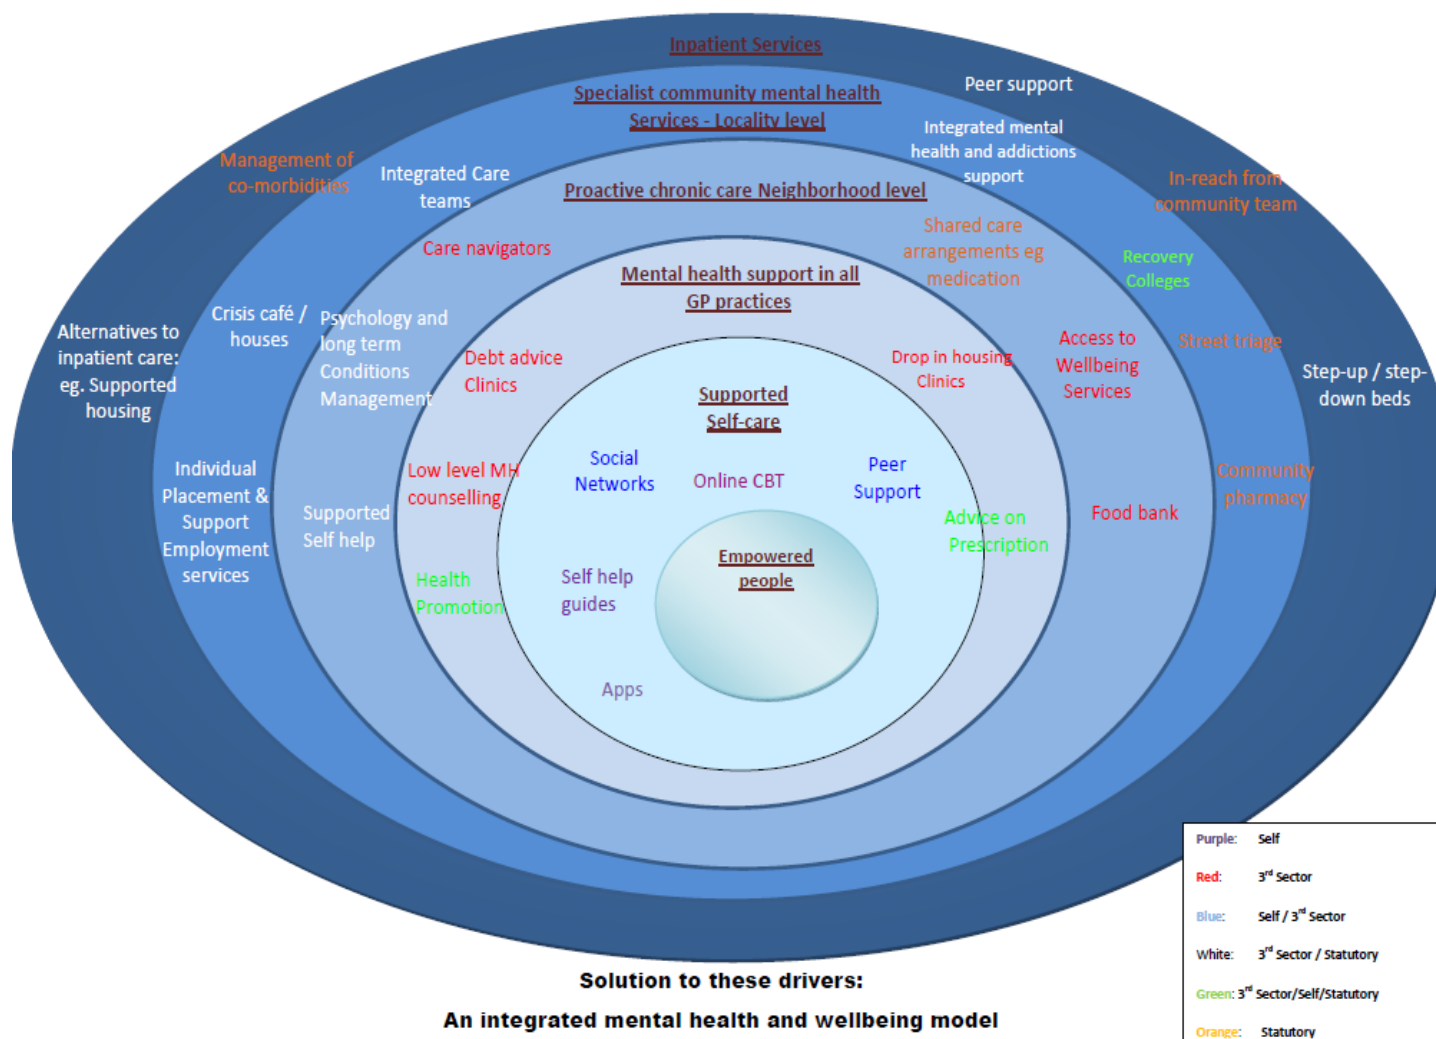 Inpatient Services
Peer support
Specialist community mental health
Services - Locality level
Integrated mental
health and addictions
support
Management of
co-morbidities
Integrated Care
teams
In-reach from
community team
Proactive chronic care Neighborhood level
Care navigators
Shared care
arrangements eg
medication
Recovery
Colleges
Mental health support in all
GP practices
Crisis café /
houses
Psychology and
long term
Conditions
Management
Alternatives to
inpatient care:
eg. Supported
housing
Debt advice
Clinics
Drop in housing
Clinics
Access to
Wellbeing
Services
Street triage
Step-up / step-
down beds
Supported
Self-care
Social
Networks
Online CBT
Peer
Support
Individual
Placement &
Support
Employment
services
Supported
Self help
Low level MH
counselling
Advice on
Prescription
Food bank
Community
pharmacy
Empowered
people
Health
Promotion
Self help
guides
Apps
Purple: Self
Red: 3rd Sector
Blue: Self / 3rd Sector
White: 3rd Sector / Statutory
Green: 3rd Sector/Self/Statutory
Orange: Statutory
Solution to these drivers:
An integrated mental health and wellbeing model